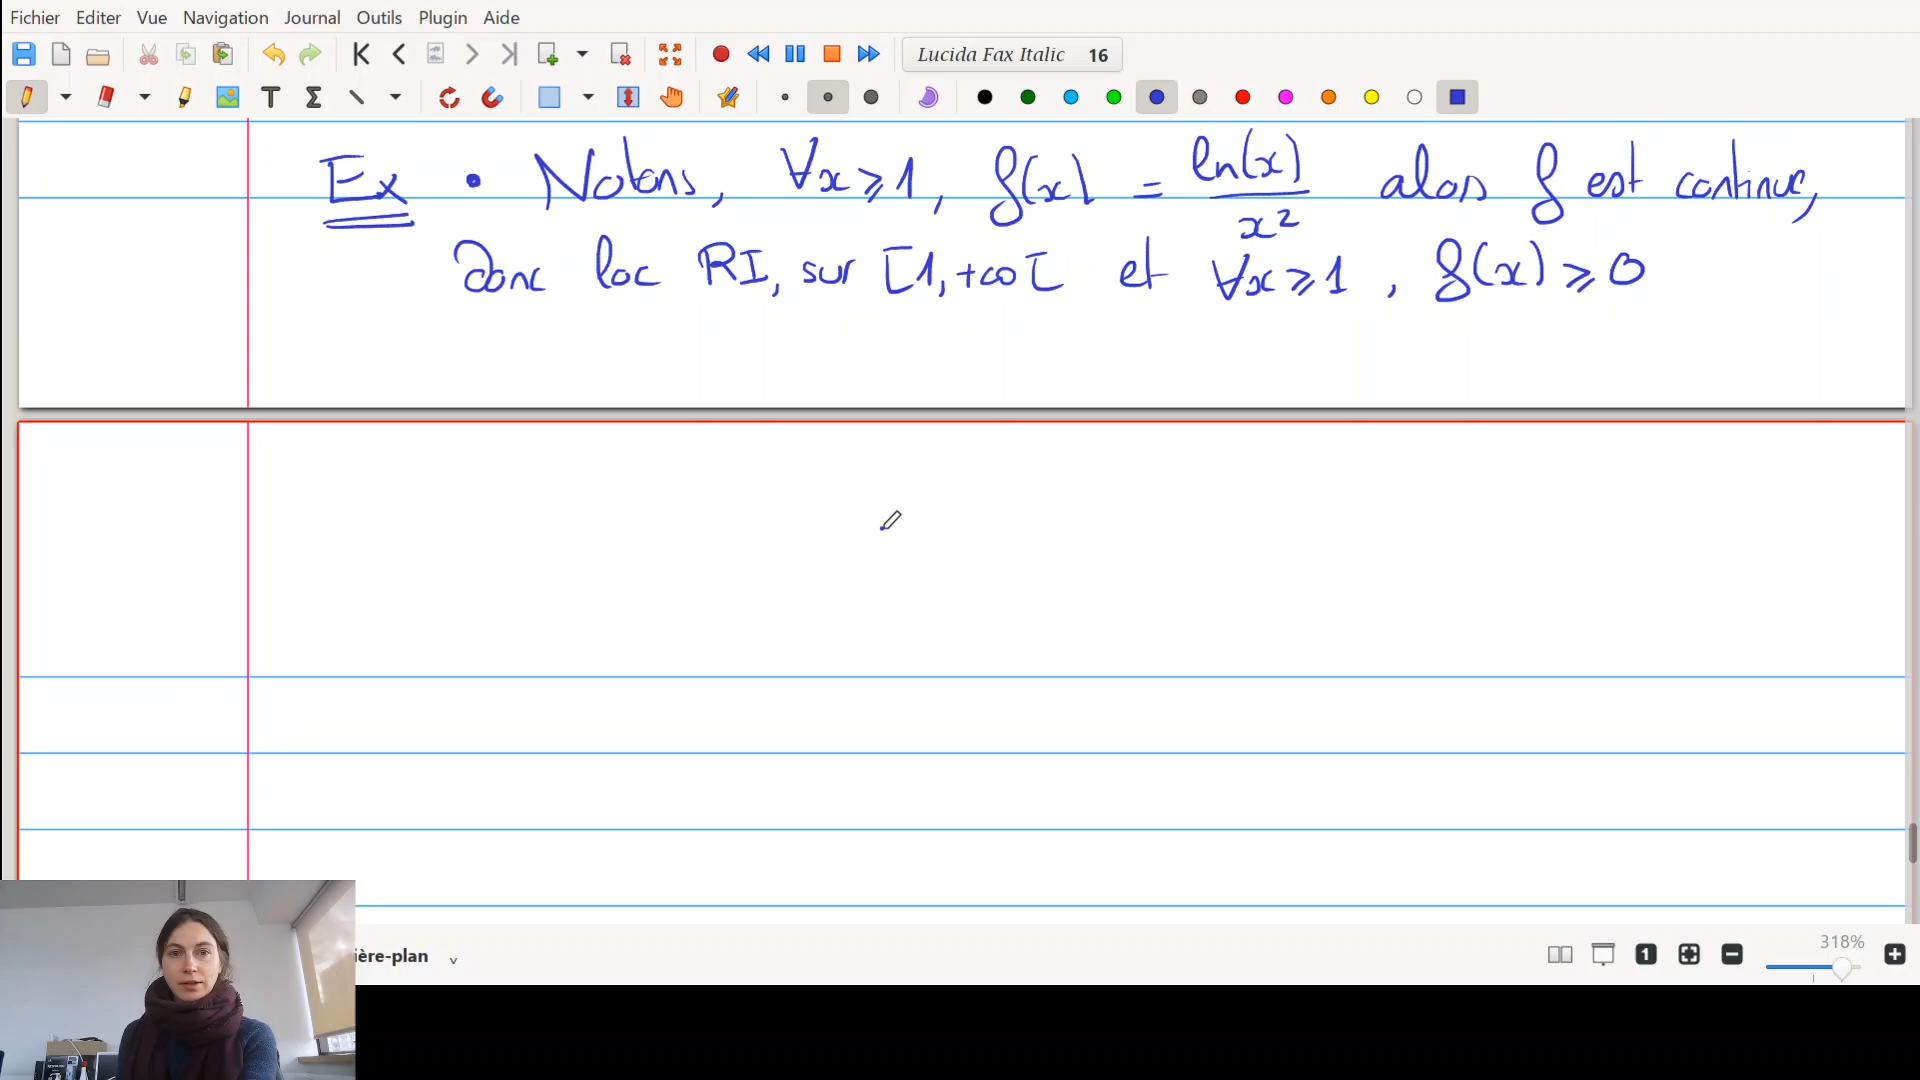 Fichier Editer Vue Navigation Journal Outils Plugin Aide
Lucida Fax Italic 16
Ex • Notons, ∀x ⩾ 1, f(x) = ln(x)/x² alors f est continue,
donc loc RI, sur [1, +∞[ et ∀x ⩾ 1, f(x) ⩾ 0
ière-plan
318%